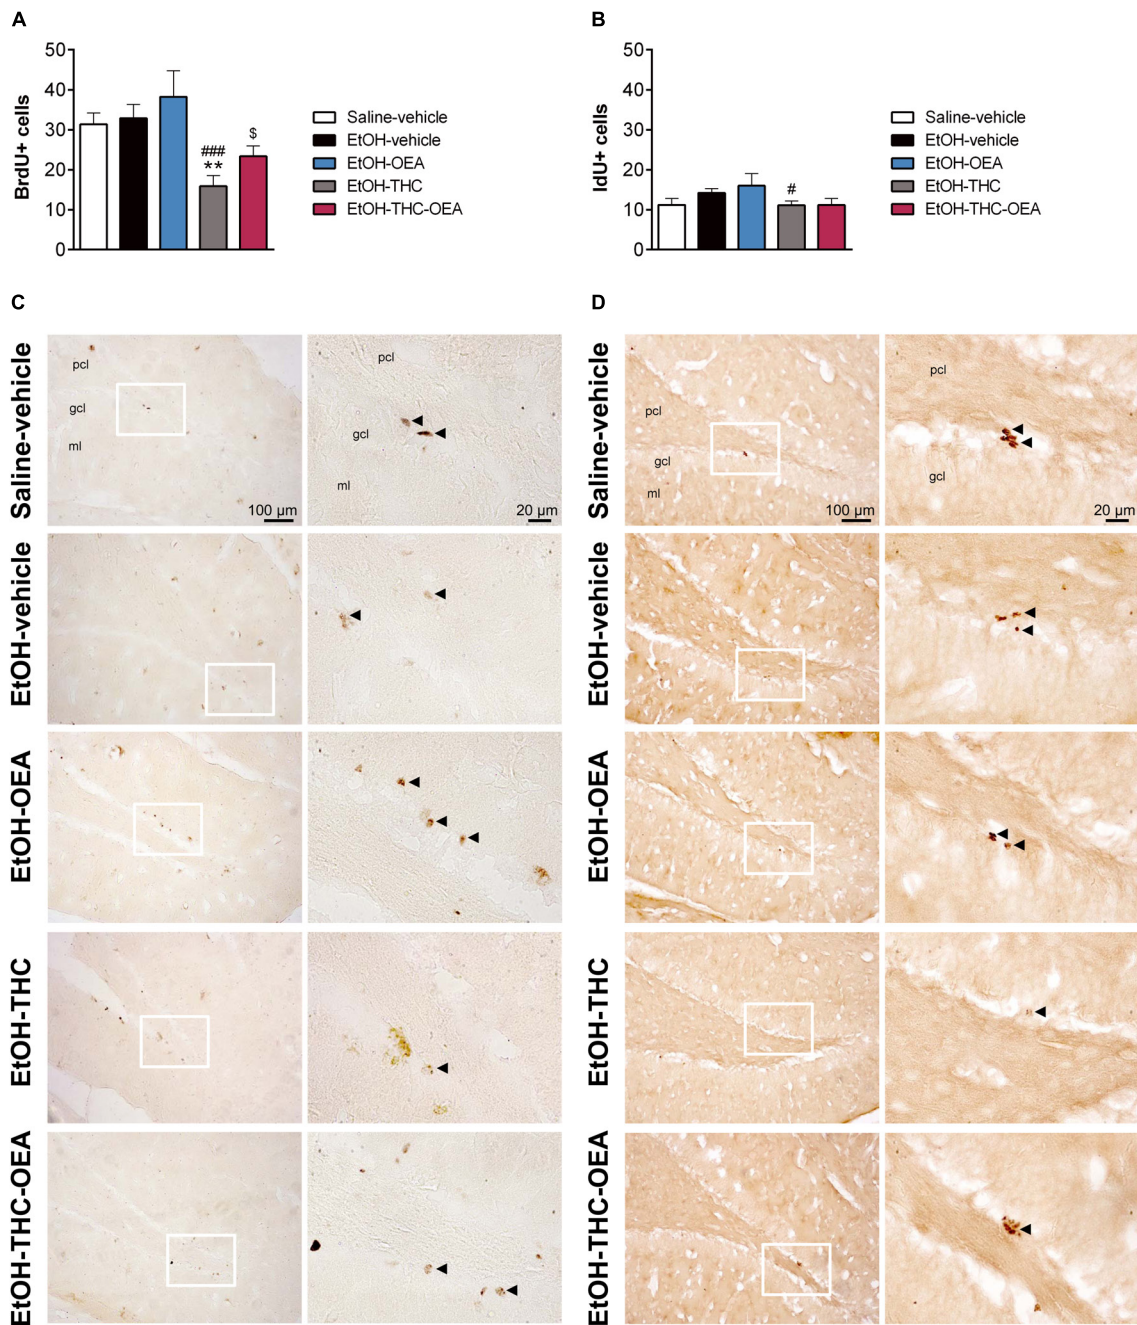 A
50
40
30
20
10
0
BrdU+ cells
###
**
$
Saline-vehicle
EtOH-vehicle
EtOH-OEA
EtOH-THC
EtOH-THC-OEA
B
50
40
30
20
10
0
IdU+ cells
#
Saline-vehicle
EtOH-vehicle
EtOH-OEA
EtOH-THC
EtOH-THC-OEA
C
Saline-vehicle
pcl
gcl
ml
100 µm
pcl
gcl
ml
20 µm
EtOH-vehicle
EtOH-OEA
EtOH-THC
EtOH-THC-OEA
D
Saline-vehicle
pcl
gcl
ml
100 µm
pcl
gcl
20 µm
EtOH-vehicle
EtOH-OEA
EtOH-THC
EtOH-THC-OEA